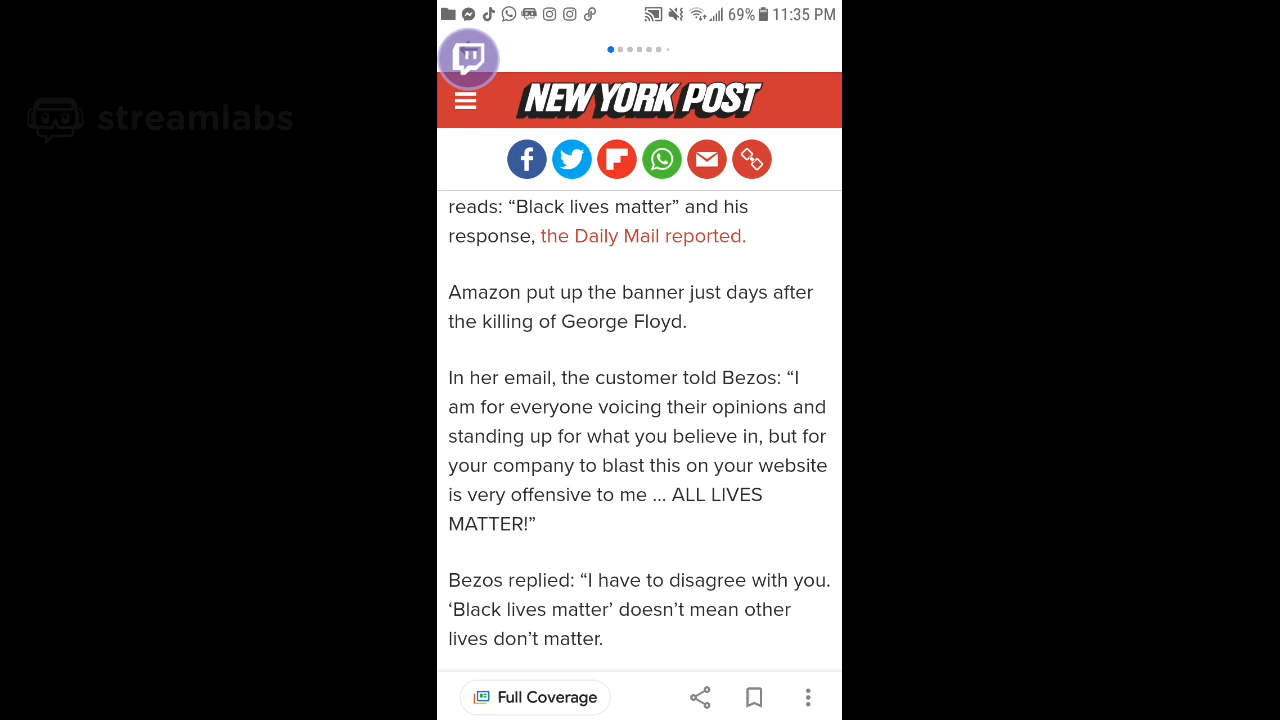 69% 11:35 PM
streamlabs
NEW YORK POST
reads: “Black lives matter” and his
response, the Daily Mail reported.
Amazon put up the banner just days after
the killing of George Floyd.
In her email, the customer told Bezos: “I
am for everyone voicing their opinions and
standing up for what you believe in, but for
your company to blast this on your website
is very offensive to me ... ALL LIVES
MATTER!”
Bezos replied: “I have to disagree with you.
‘Black lives matter’ doesn’t mean other
lives don’t matter.
Full Coverage